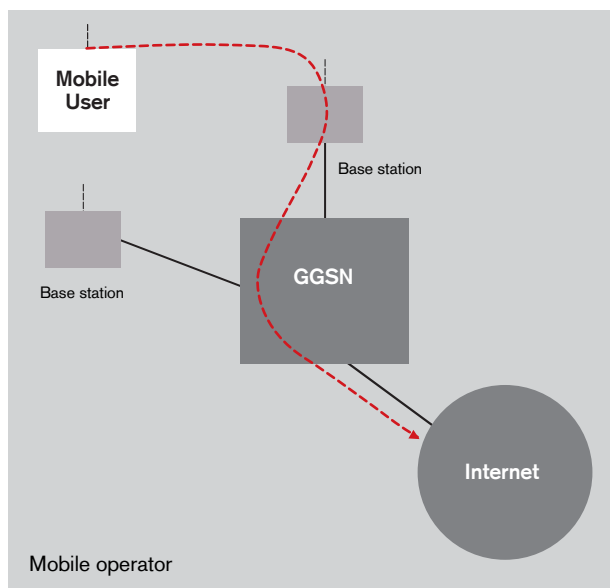 Mobile
User
Base station
GGSN
Base station
Internet
Mobile operator